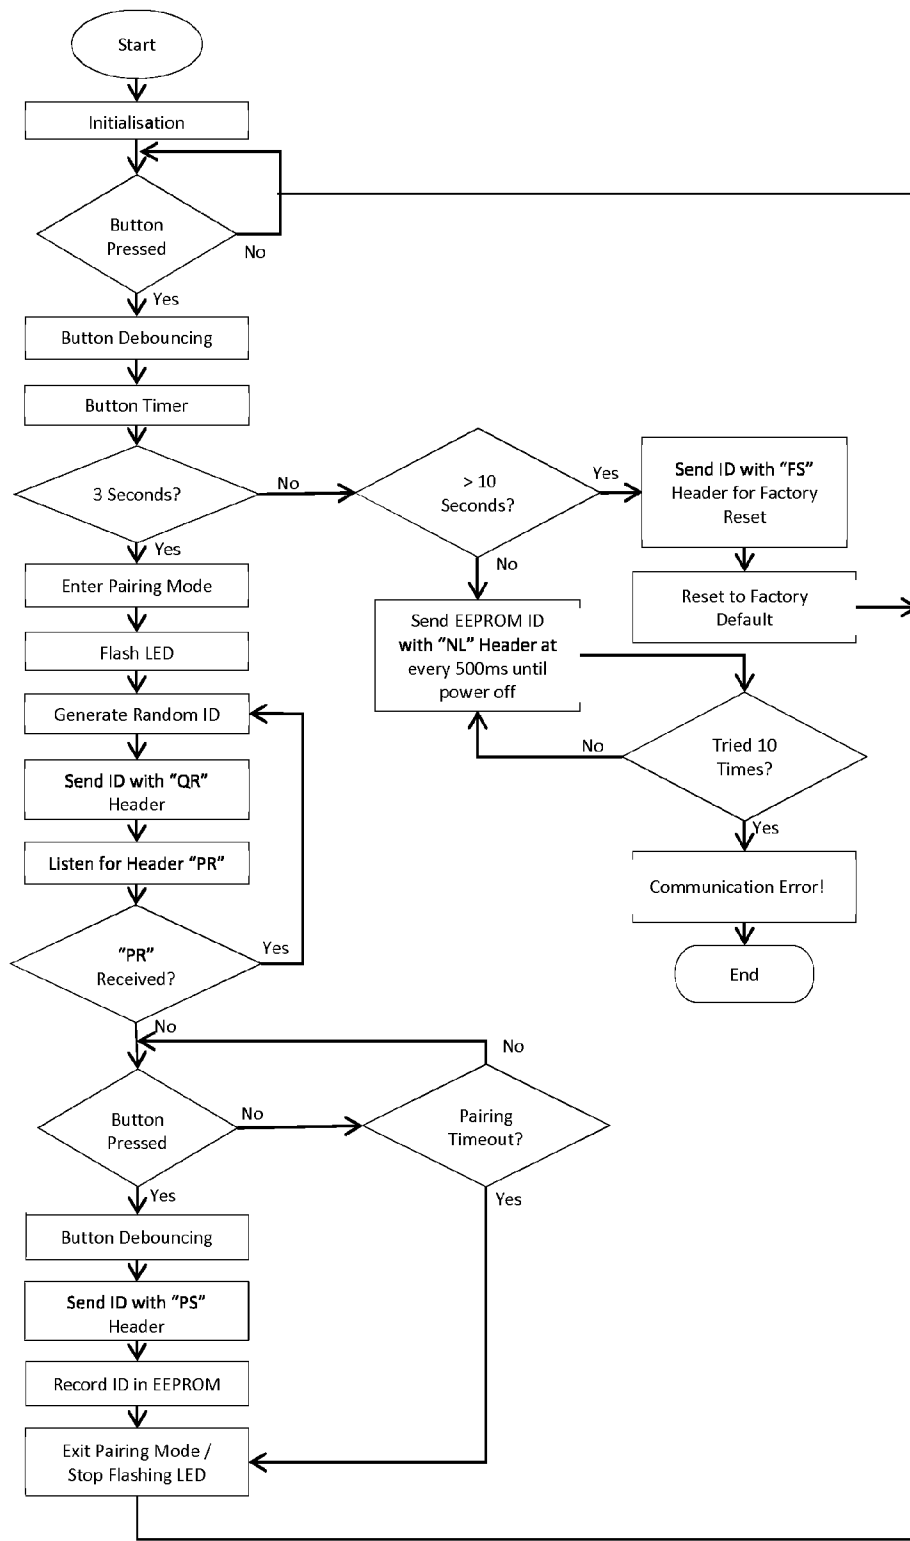 Start
Initialisation
Button
Pressed
No
Yes
Button Debouncing
Button Timer
3 Seconds?
No
Yes
> 10
Seconds?
Yes
No
Send ID with “FS”
Header for Factory
Reset
Reset to Factory
Default
Send EEPROM ID
with “NL” Header at
every 500ms until
power off
Tried 10
Times?
No
Yes
Communication Error!
End
Enter Pairing Mode
Flash LED
Generate Random ID
Send ID with “QR”
Header
Listen for Header “PR”
“PR”
Received?
Yes
No
Button
Pressed
No
Yes
Pairing
Timeout?
No
Yes
Button Debouncing
Send ID with “PS”
Header
Record ID in EEPROM
Exit Pairing Mode /
Stop Flashing LED